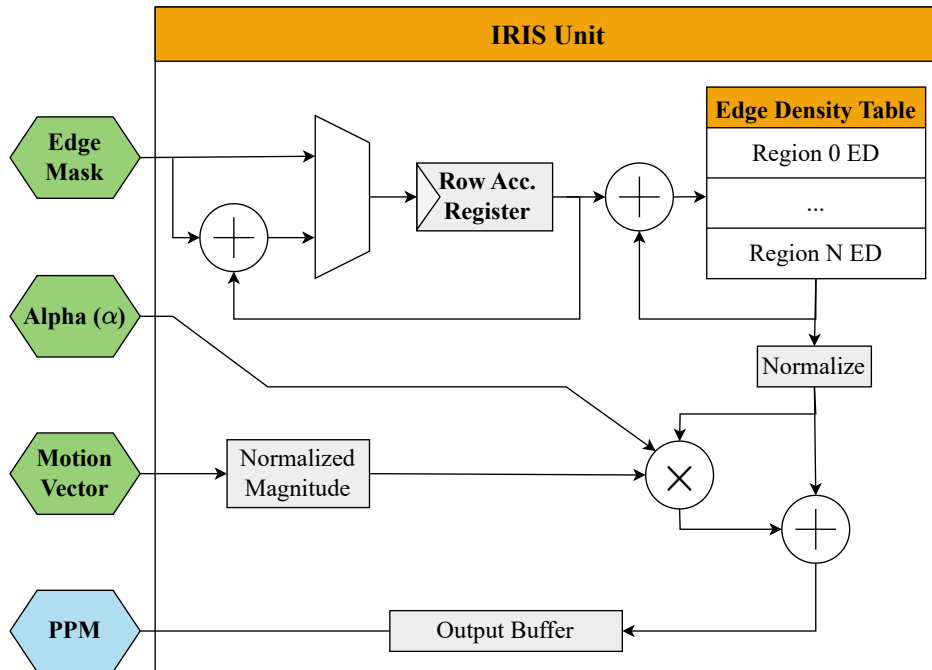 IRIS Unit
Edge
Mask
Row Acc.
Register
Edge Density Table
Region 0 ED
...
Region N ED
Alpha (α)
Normalize
Motion
Vector
Normalized
Magnitude
PPM
Output Buffer